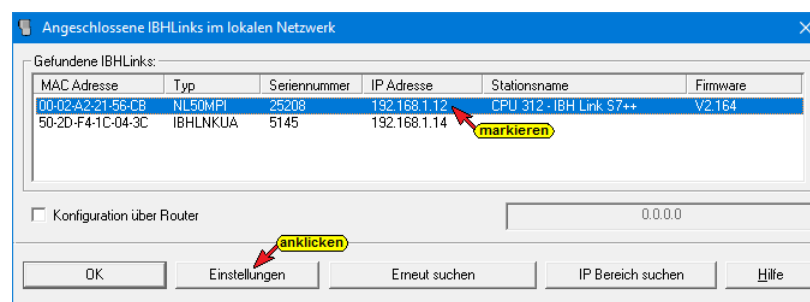 Angeschlossene IBHLinks im lokalen Netzwerk
Gefundene IBHLinks:
MAC Adresse Typ Seriennummer IP Adresse Stationsname Firmware
00-02-A2-21-56-CB NL50MPI 25208 192.168.1.12 CPU 312 - IBH Link S7++ V2.164
50-2D-F4-1C-04-3C IBHLNKUA 5145 192.168.1.14
markieren
Konfiguration über Router 0.0.0.0
anklicken
OK Einstellungen Erneut suchen IP Bereich suchen Hilfe